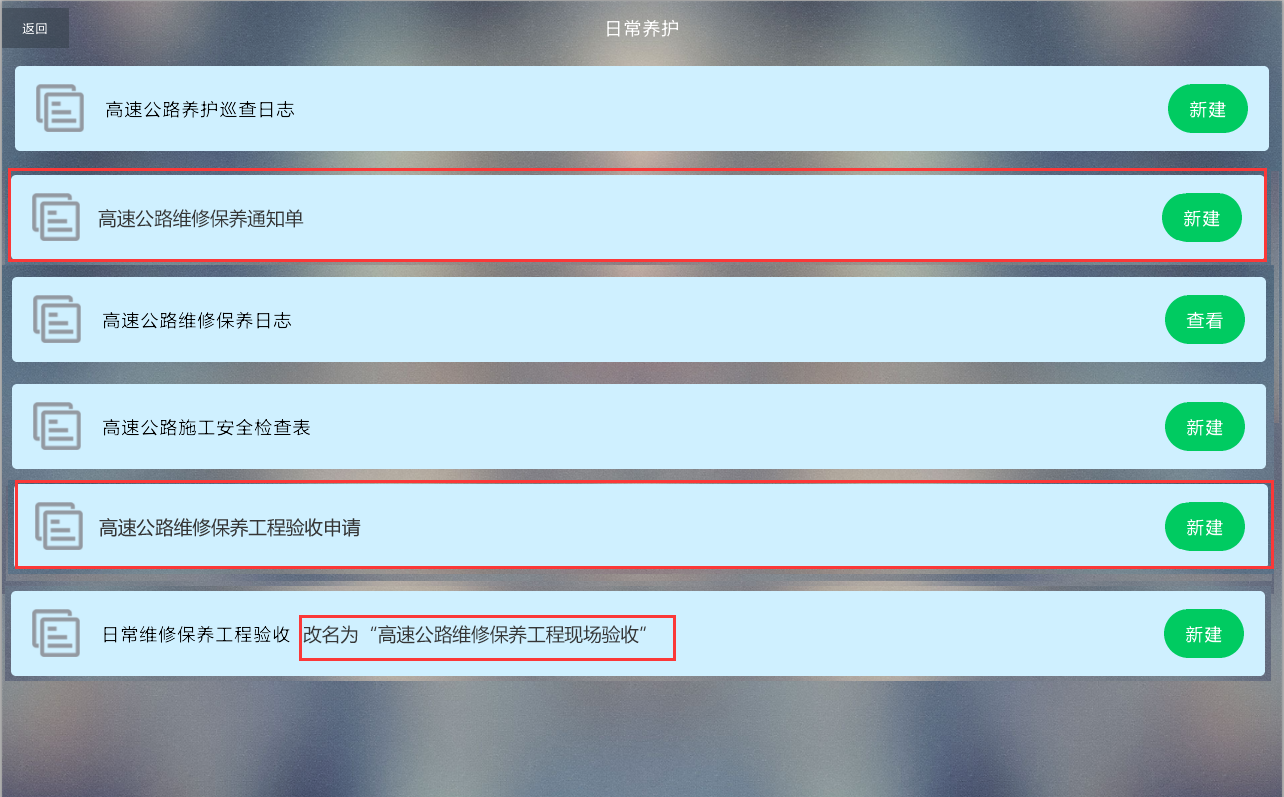 返回
日常养护
高速公路养护巡查日志 新建
高速公路维修保养通知单 新建
高速公路维修保养日志 查看
高速公路施工安全检查表 新建
高速公路维修保养工程验收申请 新建
日常维修保养工程验收 改名为“高速公路维修保养工程现场验收” 新建